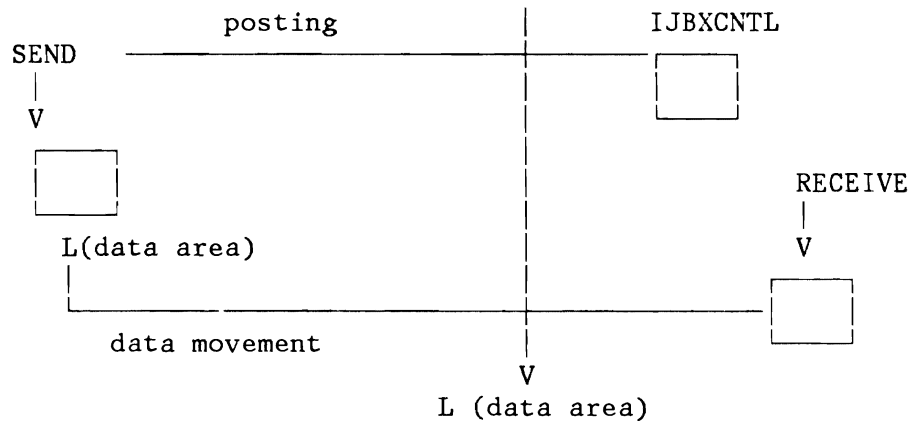 posting IJBXCNTL
SEND
V
RECEIVE
L(data area) V
data movement
V
L (data area)